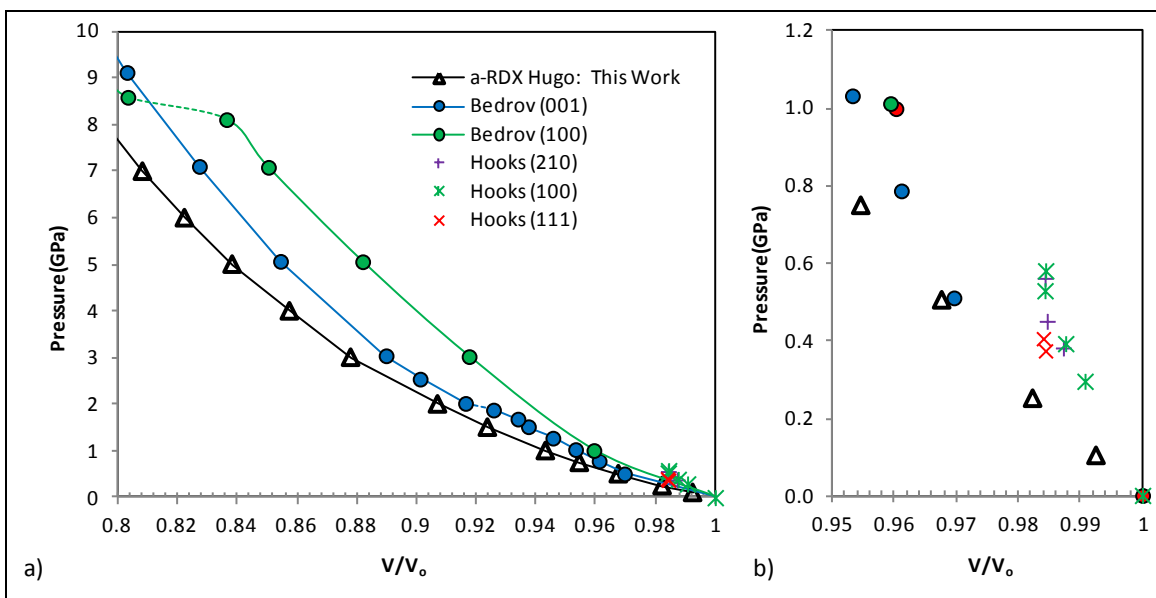 10
9
8
7
6
5
4
3
2
1
0
Pressure(GPa)
a-RDX Hugo: This Work
Bedrov (001)
Bedrov (100)
Hooks (210)
Hooks (100)
Hooks (111)
0.8 0.82 0.84 0.86 0.88 0.9 0.92 0.94 0.96 0.98 1
V/Vo
a)
1.2
1.0
0.8
0.6
0.4
0.2
0.0
Pressure(GPa)
0.95 0.96 0.97 0.98 0.99 1
V/Vo
b)